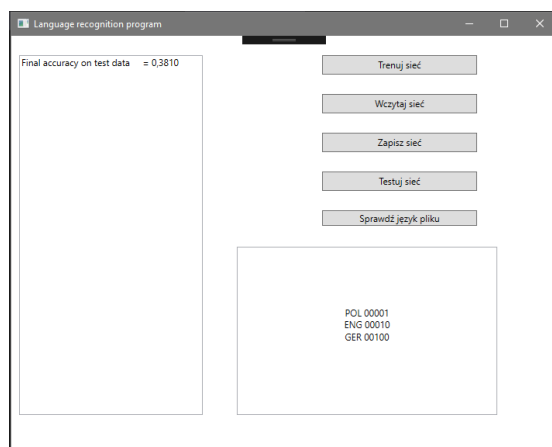 Language recognition program
Final accuracy on test data = 0,3810
Trenuj sieć
Wczytaj sieć
Zapisz sieć
Testuj sieć
Sprawdź język pliku
POL 00001
ENG 00010
GER 00100